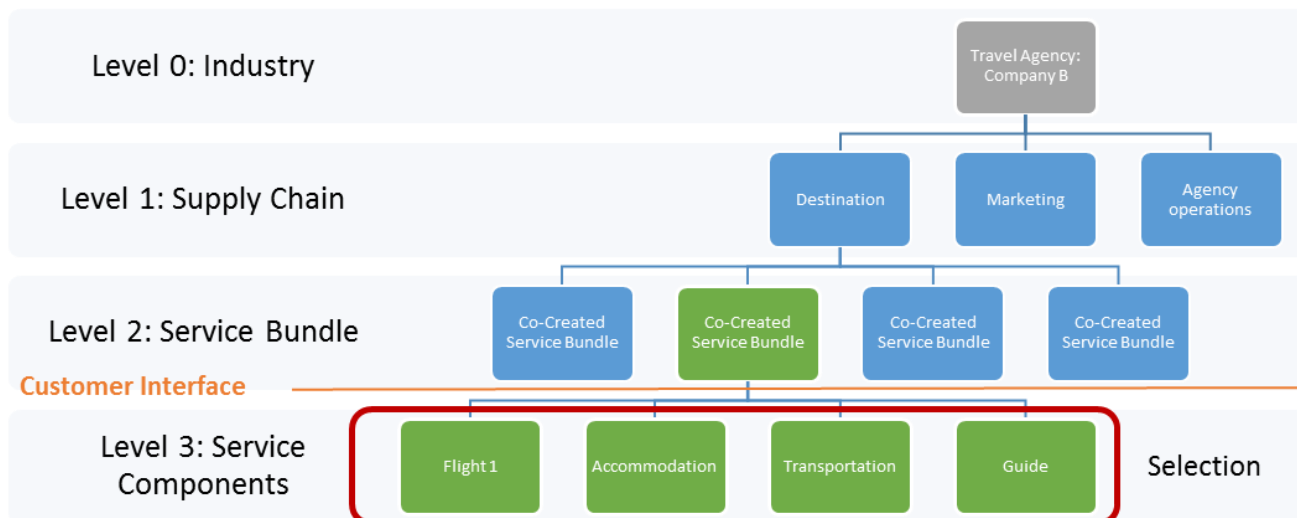 Level 0: Industry
Travel Agency:
Company B
Level 1: Supply Chain
Destination
Marketing
Agency
operations
Level 2: Service Bundle
Co-Created
Service Bundle
Co-Created
Service Bundle
Co-Created
Service Bundle
Co-Created
Service Bundle
Customer Interface
Level 3: Service
Components
Flight 1
Accommodation
Transportation
Guide
Selection